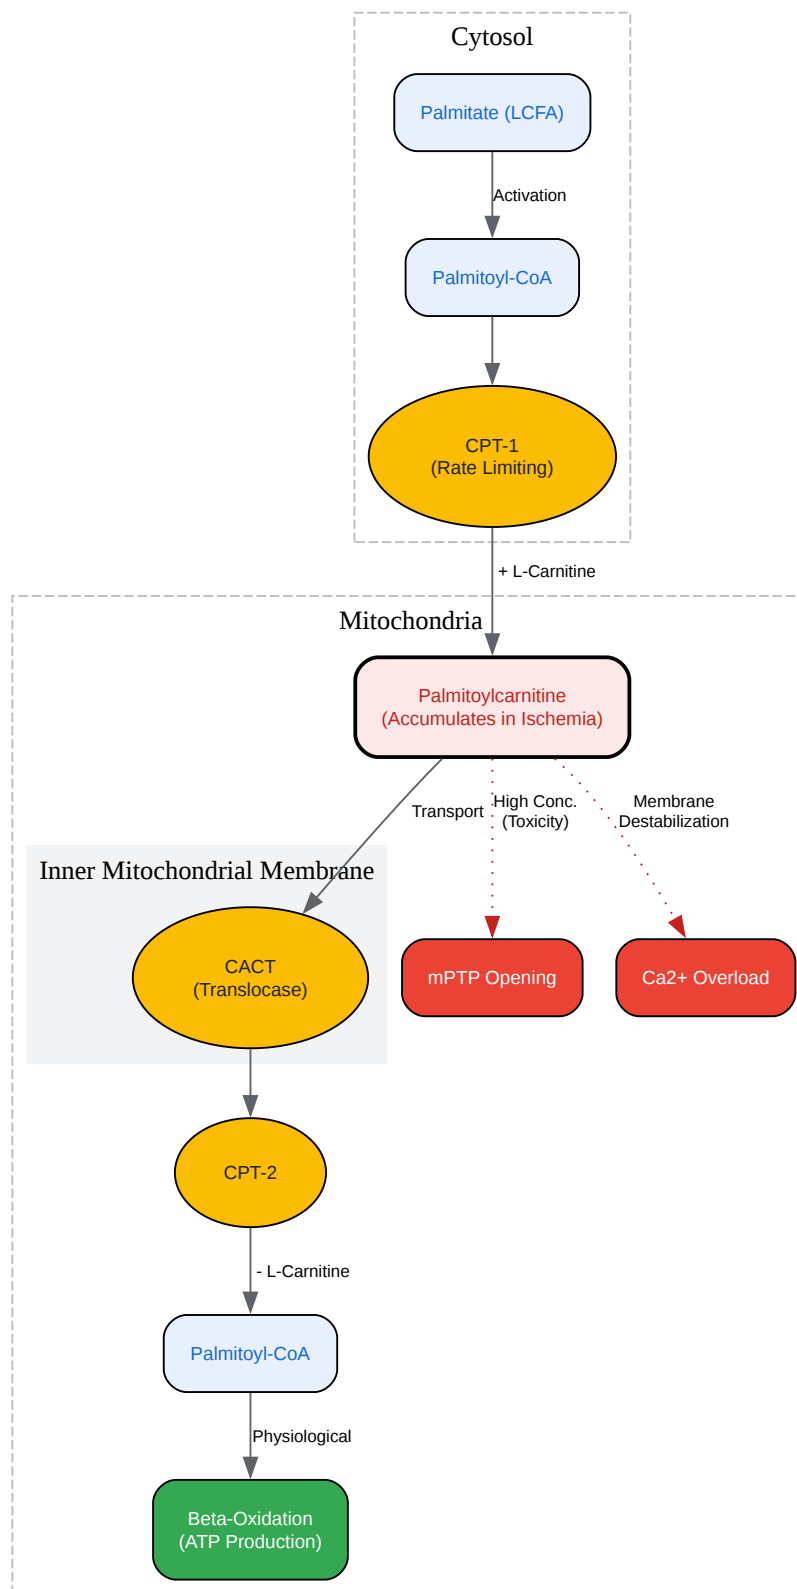 Cytosol
Palmitate (LCFA)
Activation
Palmitoyl-CoA
CPT-1
(Rate Limiting)
+ L-Carnitine
Mitochondria
Palmitoylcarnitine
(Accumulates in Ischemia)
Transport
High Conc.
(Toxicity)
Membrane
Destabilization
Inner Mitochondrial Membrane
CACT
(Translocase)
mPTP Opening
Ca2+ Overload
CPT-2
- L-Carnitine
Palmitoyl-CoA
Physiological
Beta-Oxidation
(ATP Production)